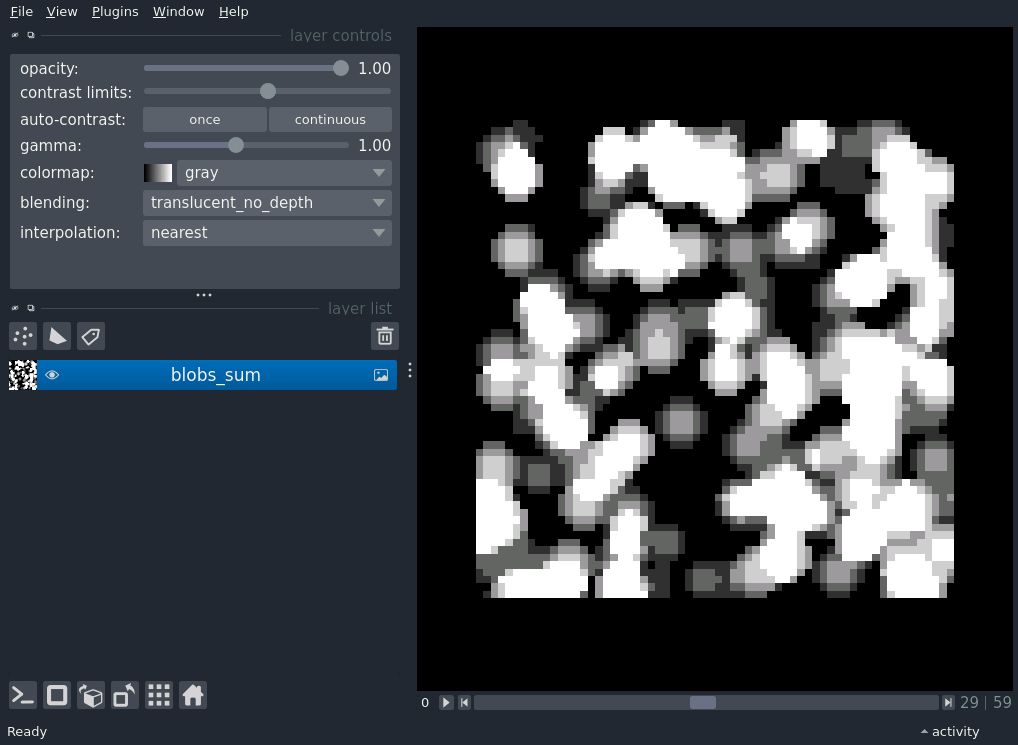 File View Plugins Window Help
layer controls
opacity: 1.00
contrast limits:
auto-contrast: once continuous
gamma: 1.00
colormap: gray
blending: translucent_no_depth
interpolation: nearest
layer list
blobs_sum
0 29 | 59
Ready activity